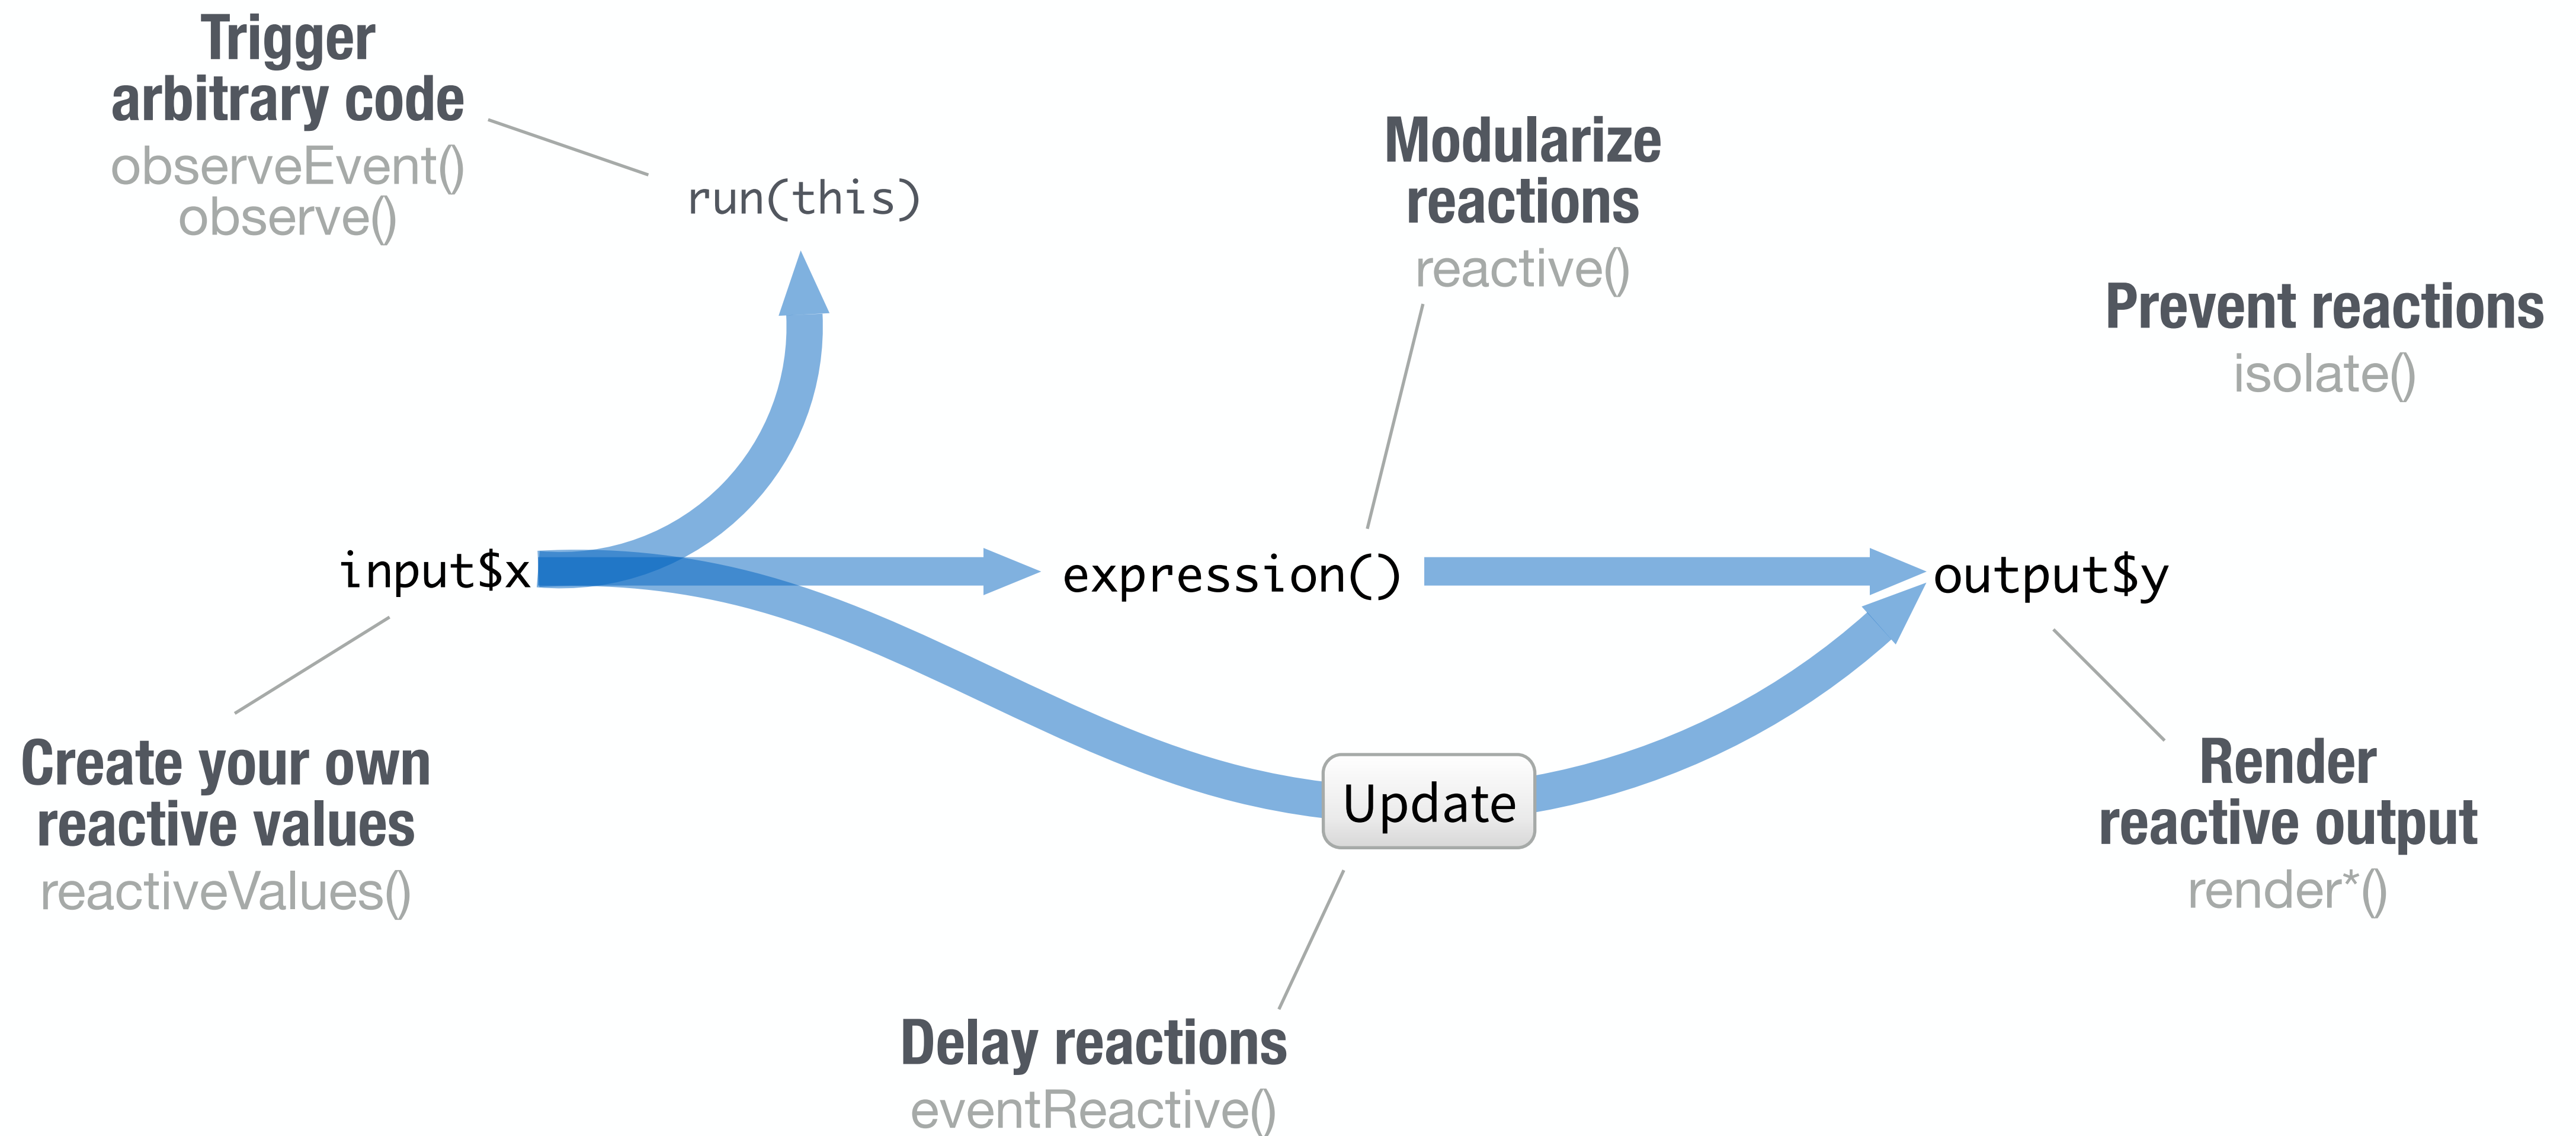 Trigger
arbitrary code
observeEvent()
observe()
run(this)
Modularize
reactions
reactive()
Prevent reactions
isolate()
input$x
expression()
output$y
Create your own
reactive values
reactiveValues()
Update
Render
reactive output
render*()
Delay reactions
eventReactive()